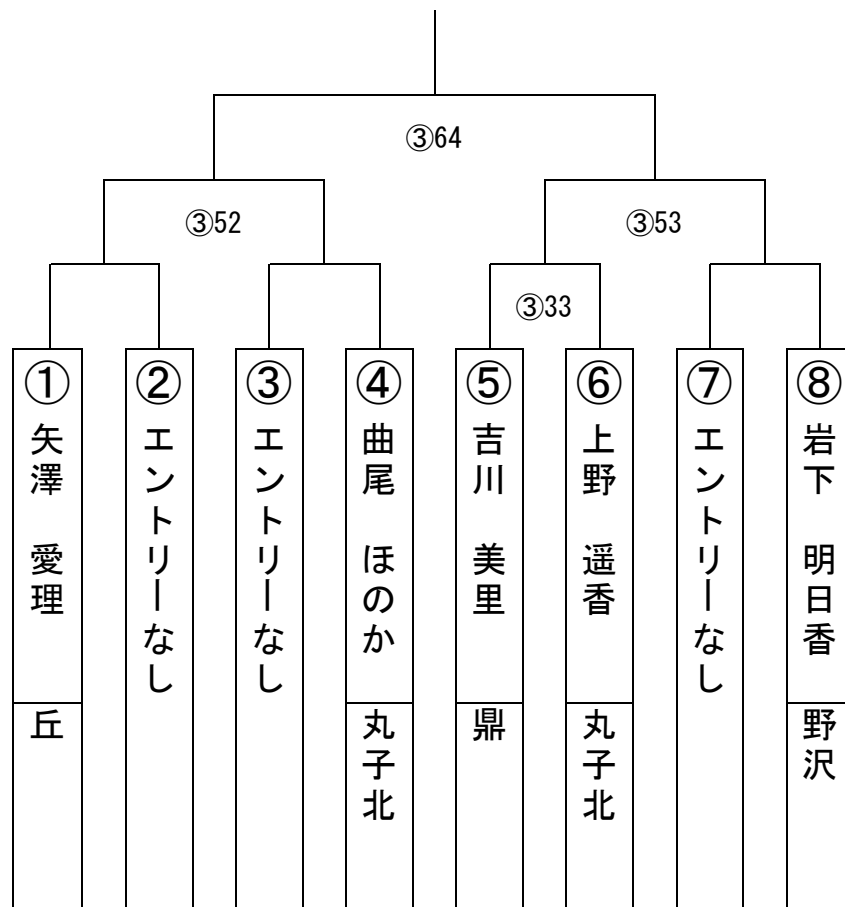 ③64
③52
③53
③33
① 矢澤 愛理 丘
② エントリーなし
③ エントリーなし
④ 曲尾 ほのか 丸子北
⑤ 吉川 美里 鼎
⑥ 上野 遥香 丸子北
⑦ エントリーなし
⑧ 岩下 明日香 野沢